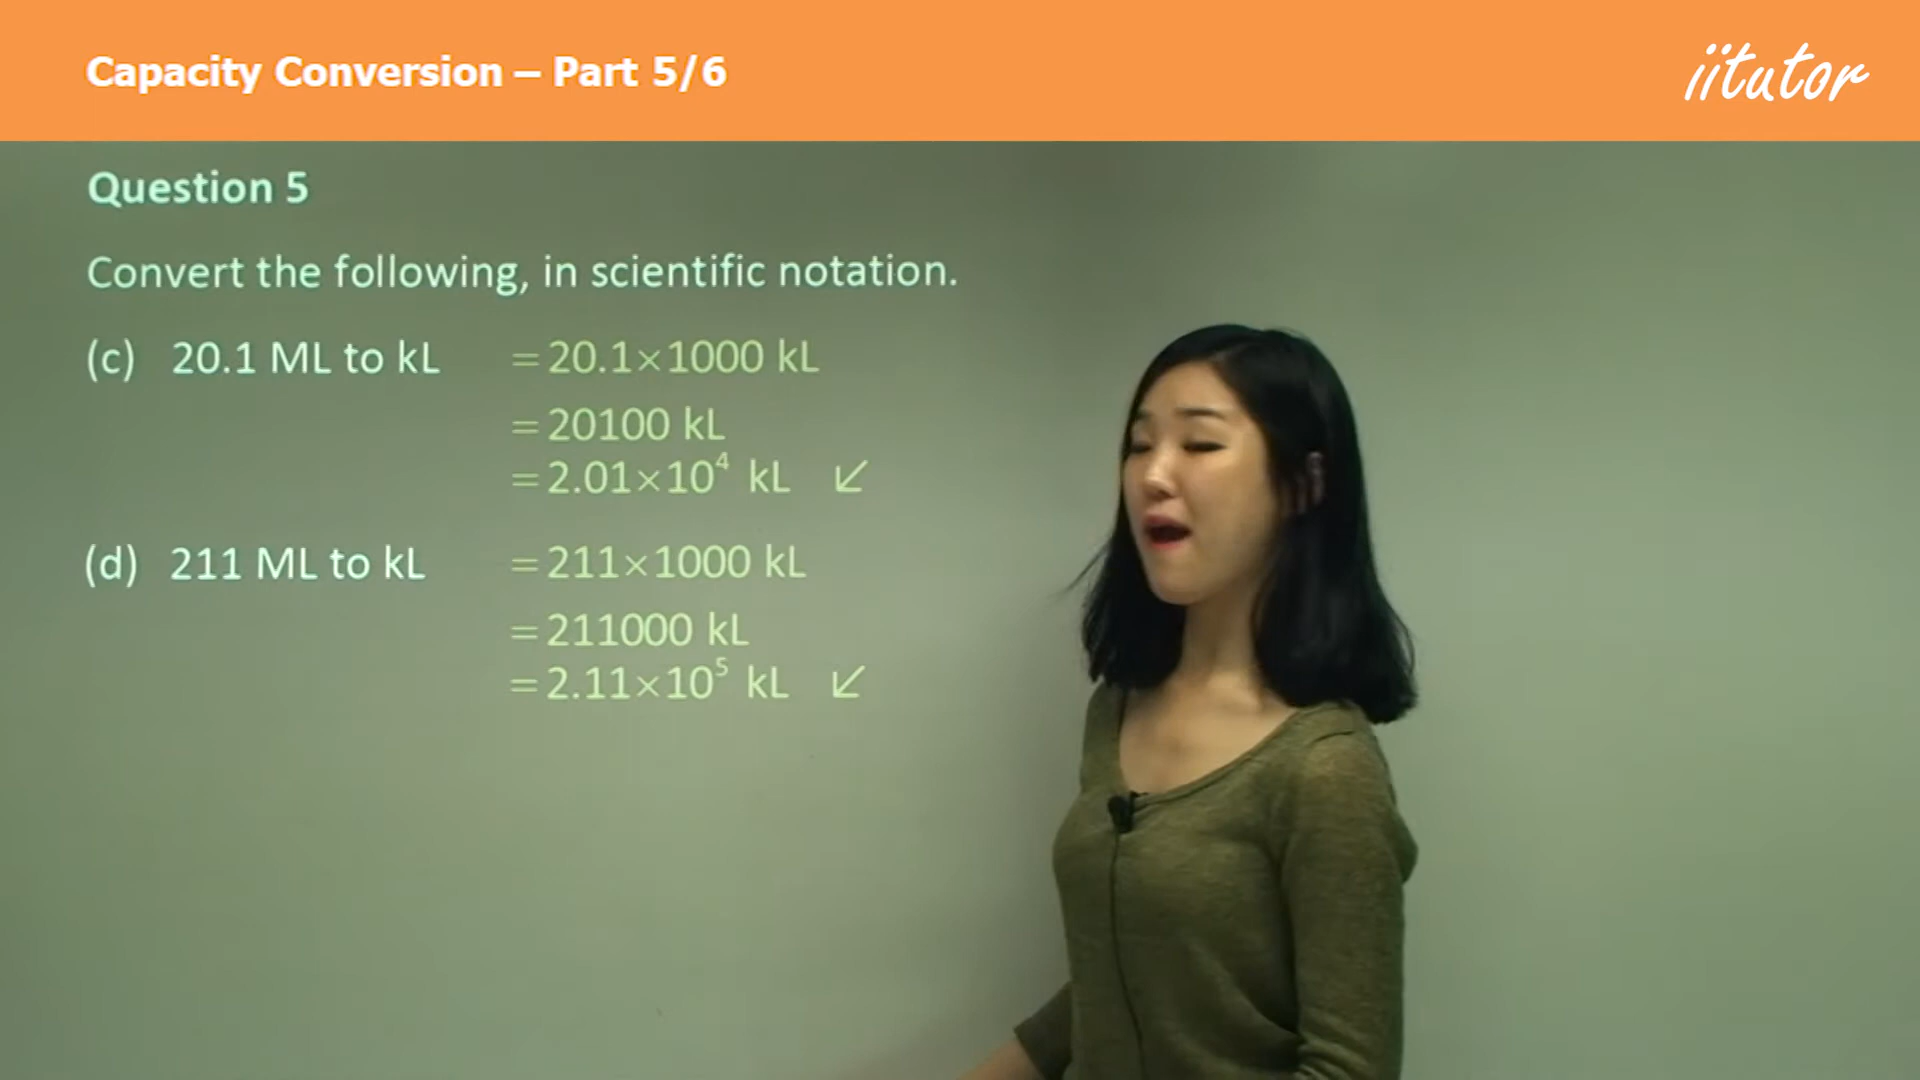 Capacity Conversion – Part 5/6
iitutor
Question 5
Convert the following, in scientific notation.
(c) 20.1 ML to kL = 20.1×1000 kL
= 20100 kL
= 2.01×10⁴ kL ↙
(d) 211 ML to kL = 211×1000 kL
= 211000 kL
= 2.11×10⁵ kL ↙